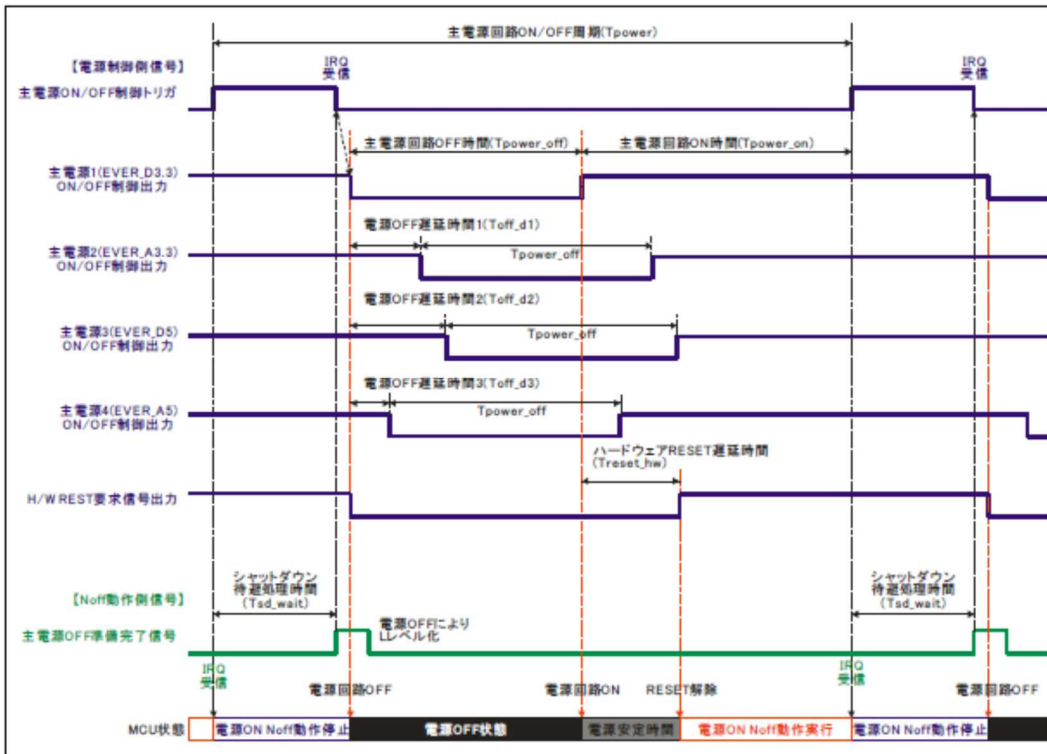 主電源回路ON/OFF周期(Tpower)
【電源制御側信号】
IRQ
受信
IRQ
受信
主電源ON/OFF制御トリガ
主電源回路OFF時間(Tpower_off)
主電源回路ON時間(Tpower_on)
主電源1(EVER_D3.3)
ON/OFF制御出力
電源OFF遅延時間1(Toff_d1)
主電源2(EVER_A3.3)
ON/OFF制御出力
Tpower_off
電源OFF遅延時間2(Toff_d2)
主電源3(EVER_D5)
ON/OFF制御出力
Tpower_off
電源OFF遅延時間3(Toff_d3)
主電源4(EVER_A5)
ON/OFF制御出力
Tpower_off
ハードウェアRESET遅延時間
(Treset_hw)
H/W REST要求信号出力
シャットダウン
待避処理時間
(Tsd_wait)
シャットダウン
待避処理時間
(Tsd_wait)
【Noff動作側信号】
電源OFFにより
Lレベル化
主電源OFF準備完了信号
IRQ
受信
IRQ
受信
電源回路OFF
電源回路ON
RESET解除
電源回路OFF
MCU状態
電源ON Noff動作停止
電源OFF状態
電源安定時間
電源ON Noff動作実行
電源ON Noff動作停止